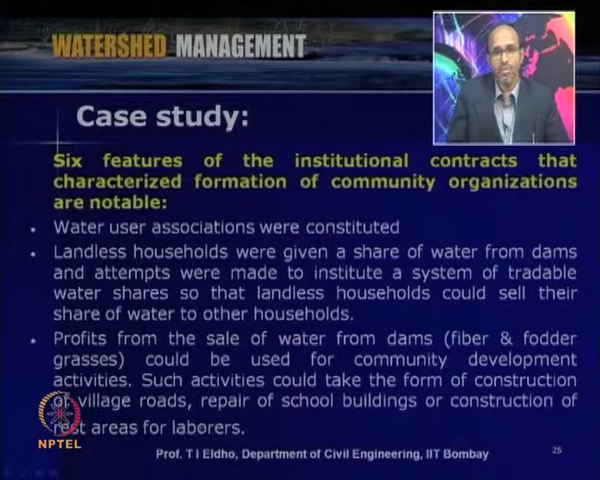 WATERSHED MANAGEMENT
Case study:
Six features of the institutional contracts that
characterized formation of community organizations
are notable:
• Water user associations were constituted
• Landless households were given a share of water from dams
and attempts were made to institute a system of tradable
water shares so that landless households could sell their
share of water to other households.
• Profits from the sale of water from dams (fiber & fodder
grasses) could be used for community development
activities. Such activities could take the form of construction
of village roads, repair of school buildings or construction of
rest areas for laborers.
NPTEL
Prof. T I Eldho, Department of Civil Engineering, IIT Bombay
25